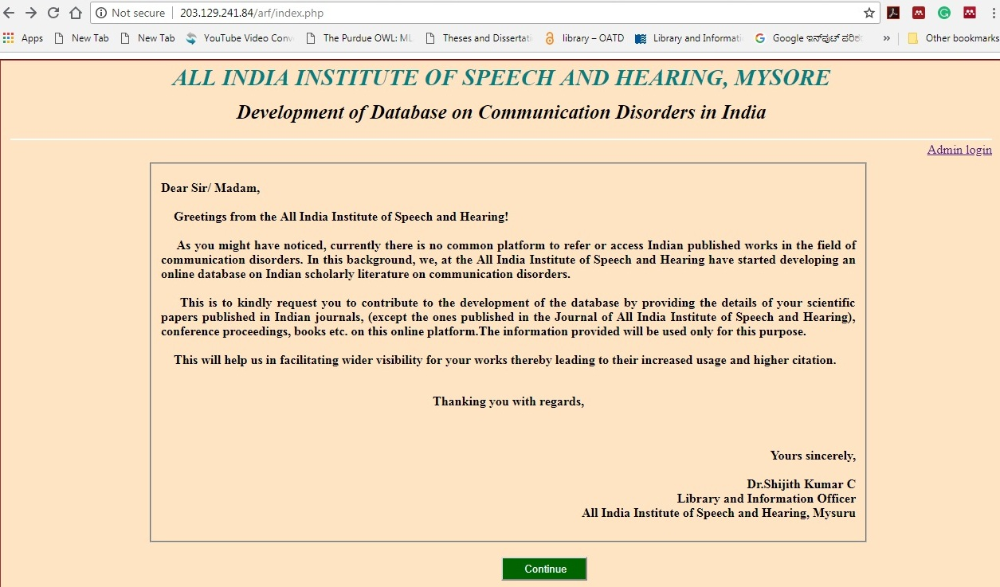 Not secure | 203.129.241.84/arf/index.php
Apps New Tab New Tab YouTube Video Conv The Purdue OWL: ML Theses and Dissertati library – OATD Library and Informati Google ಇನ್‌ಪುಟ್ ಪರಿಕ » Other bookmarks
ALL INDIA INSTITUTE OF SPEECH AND HEARING, MYSORE
Development of Database on Communication Disorders in India
Admin login
Dear Sir/ Madam,
Greetings from the All India Institute of Speech and Hearing!
As you might have noticed, currently there is no common platform to refer or access Indian published works in the field of
communication disorders. In this background, we, at the All India Institute of Speech and Hearing have started developing an
online database on Indian scholarly literature on communication disorders.
This is to kindly request you to contribute to the development of the database by providing the details of your scientific
papers published in Indian journals, (except the ones published in the Journal of All India Institute of Speech and Hearing),
conference proceedings, books etc. on this online platform.The information provided will be used only for this purpose.
This will help us in facilitating wider visibility for your works thereby leading to their increased usage and higher citation.
Thanking you with regards,
Yours sincerely,
Dr.Shijith Kumar C
Library and Information Officer
All India Institute of Speech and Hearing, Mysuru
Continue